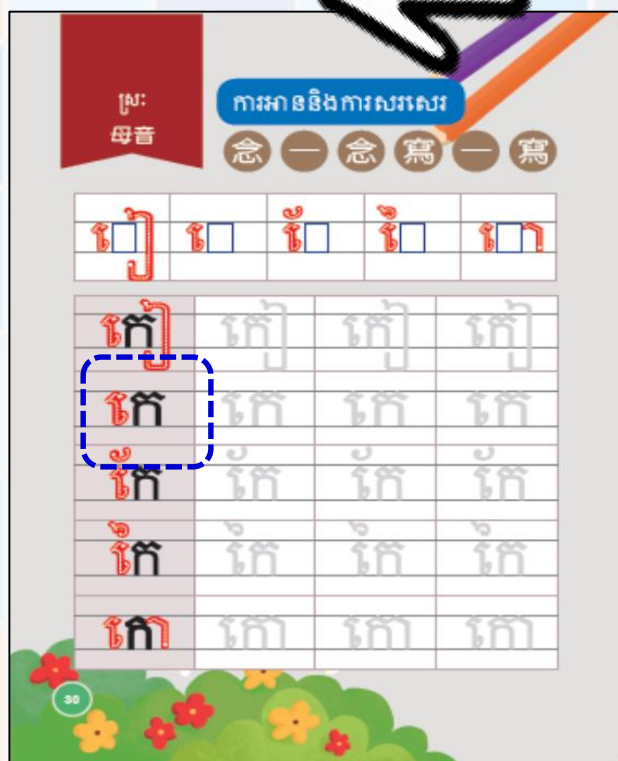 ស្រៈ
母音
ការអាននិងការសរសេរ
念一念寫一寫
ៀ េ ែ ៃ ោ
កៀ កៀ កៀ កៀ
កេ កេ កេ កេ
កែ កែ កែ កែ
កៃ កៃ កៃ កៃ
កោ កោ កោ កោ
30